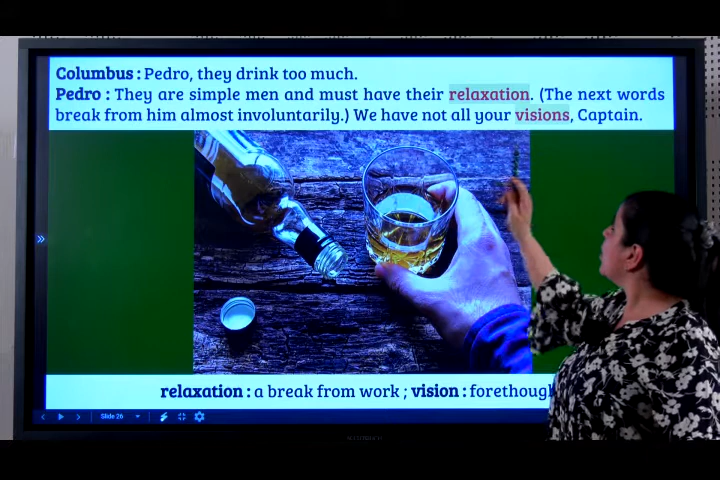 Columbus : Pedro, they drink too much.
Pedro : They are simple men and must have their relaxation. (The next words
break from him almost involuntarily.) We have not all your visions, Captain.
relaxation : a break from work ; vision :
Slide 26